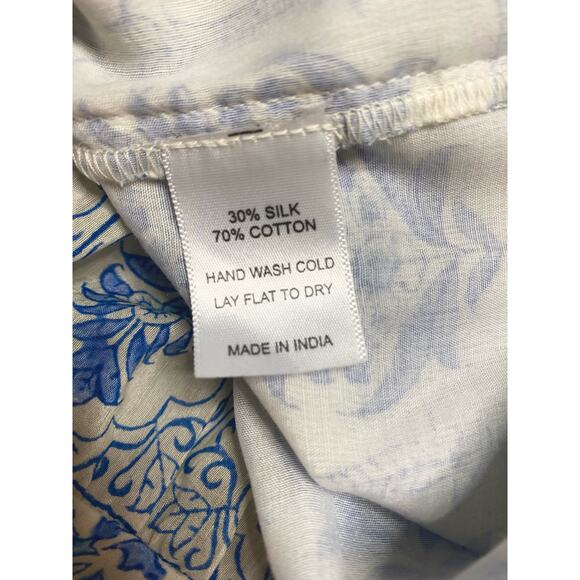 30% SILK
70% COTTON
HAND WASH COLD
LAY FLAT TO DRY
MADE IN INDIA